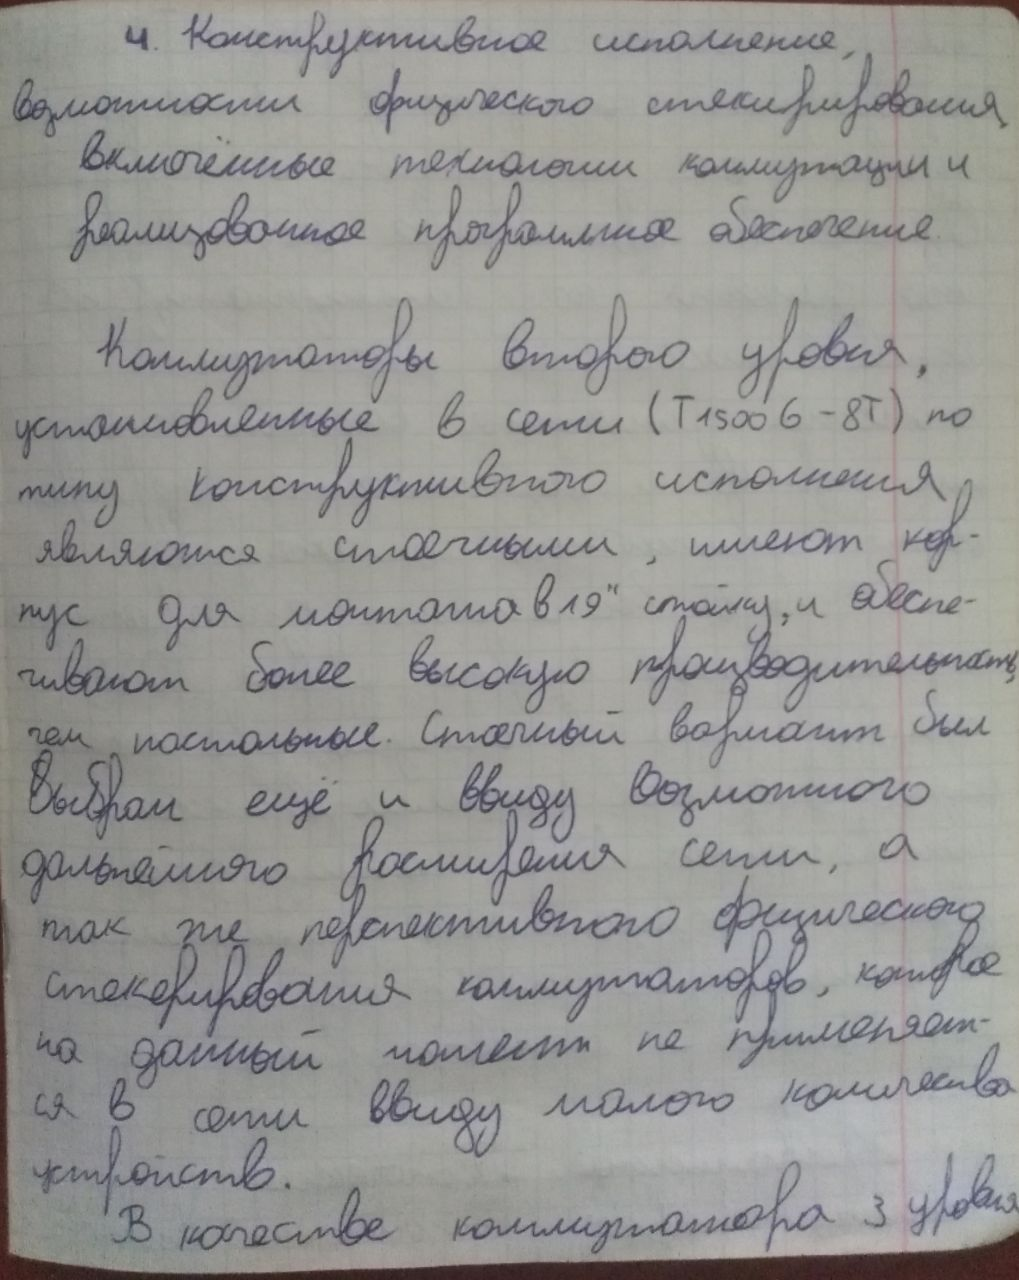 4. Конструктивное исполнение,
возможности физического стекирирования,
включённые технологии коммутации и
реализованное программное обеспечение.
Коммутаторы второго уровня,
установленные в сети (T1500G-8T) по
типу конструктивного исполнения
являются стоечными, имеют кор-
пус для монтажа в 19" стойку, и обеспе-
чивают более высокую производительность,
чем настольные. Стоечный вариант был
выбран ещё и ввиду возможного
дальнейшего расширения сети, а
так же перспективного физического
стекерирования коммутаторов, которое
на данный момент не применяет-
ся в сети ввиду малого количества
устройств.
В качестве коммутатора 3 уровня